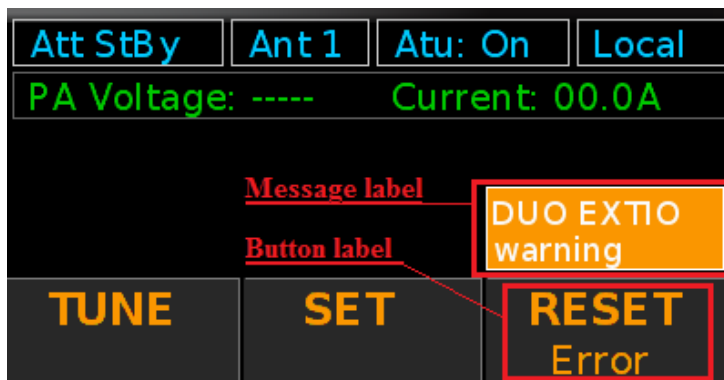 Att StBy Ant 1 Atu: On Local
PA Voltage: ----- Current: 00.0A
Message label
DUO EXTIO
warning
Button label
TUNE SET RESET
Error